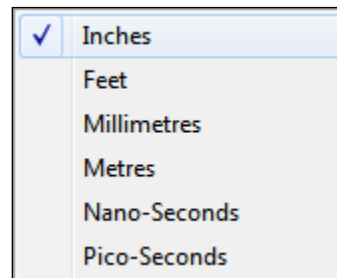 Inches
Feet
Millimetres
Metres
Nano-Seconds
Pico-Seconds